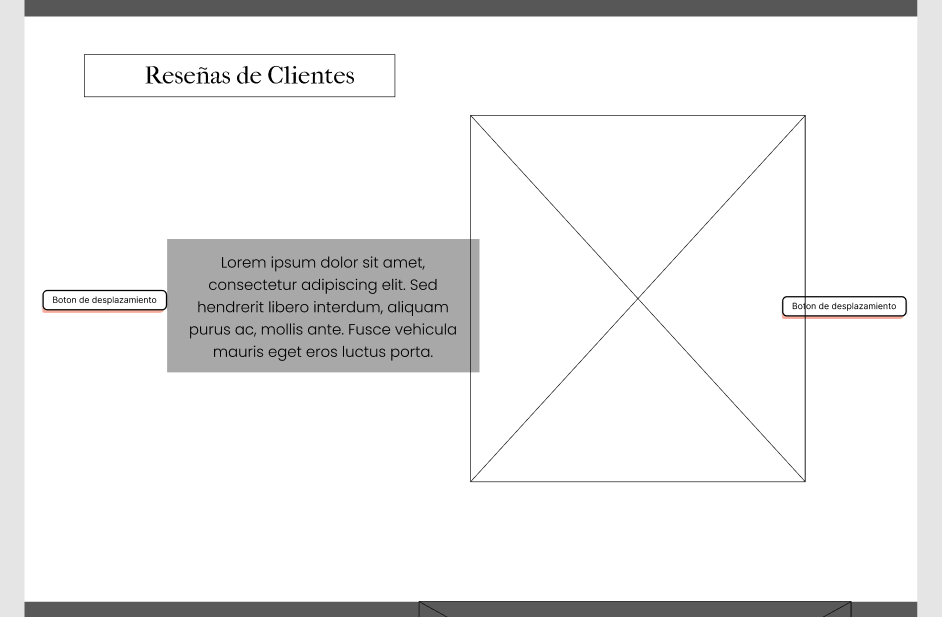 Reseñas de Clientes
Lorem ipsum dolor sit amet,
consectetur adipiscing elit. Sed
hendrerit libero interdum, aliquam
purus ac, mollis ante. Fusce vehicula
mauris eget eros luctus porta.
Boton de desplazamiento
Boton de desplazamiento